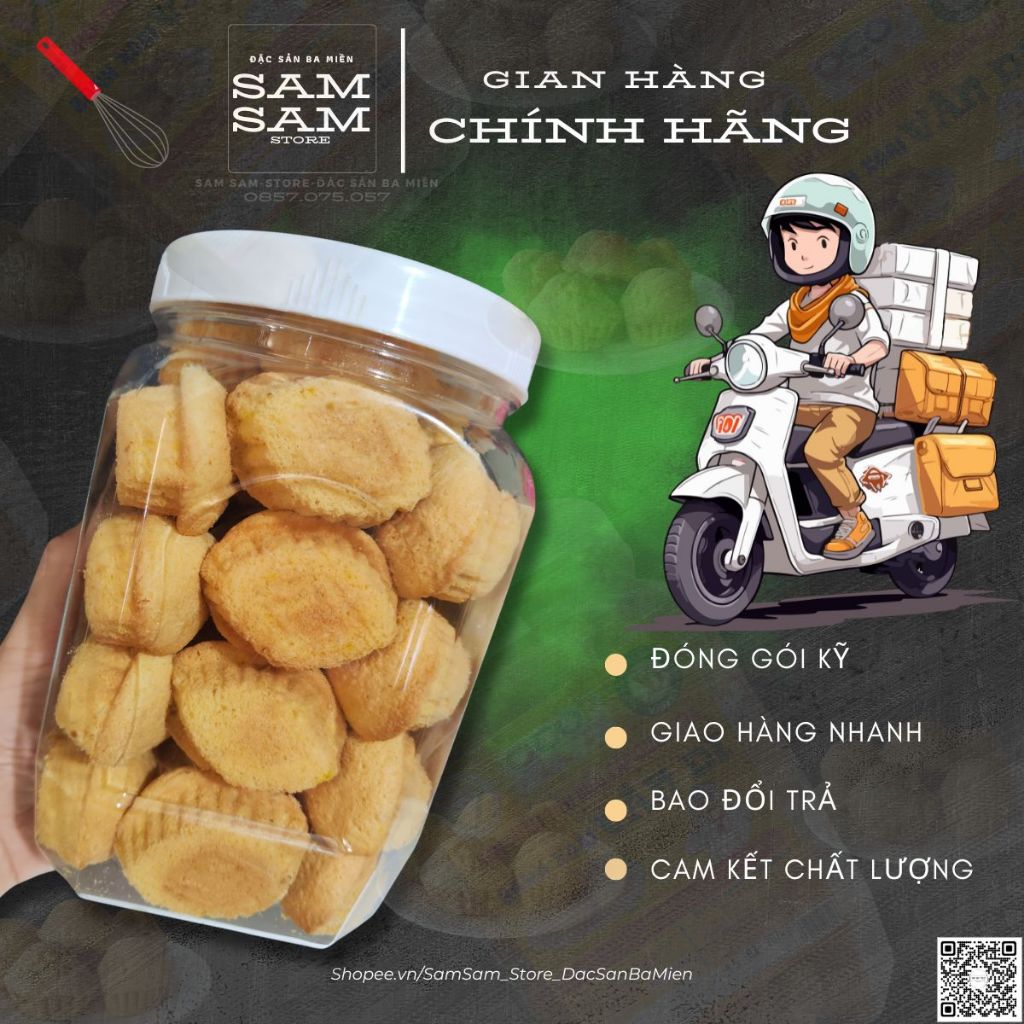 ĐẶC SẢN BA MIỀN
SAM
SAM
STORE
GIAN HÀNG
CHÍNH HÃNG
SAM SAM-STORE-ĐẶC SẢN BA MIỀN
0857.075.057
ĐÓNG GÓI KỸ
GIAO HÀNG NHANH
BAO ĐỔI TRẢ
CAM KẾT CHẤT LƯỢNG
Shopee.vn/SamSam_Store_DacSanBaMien